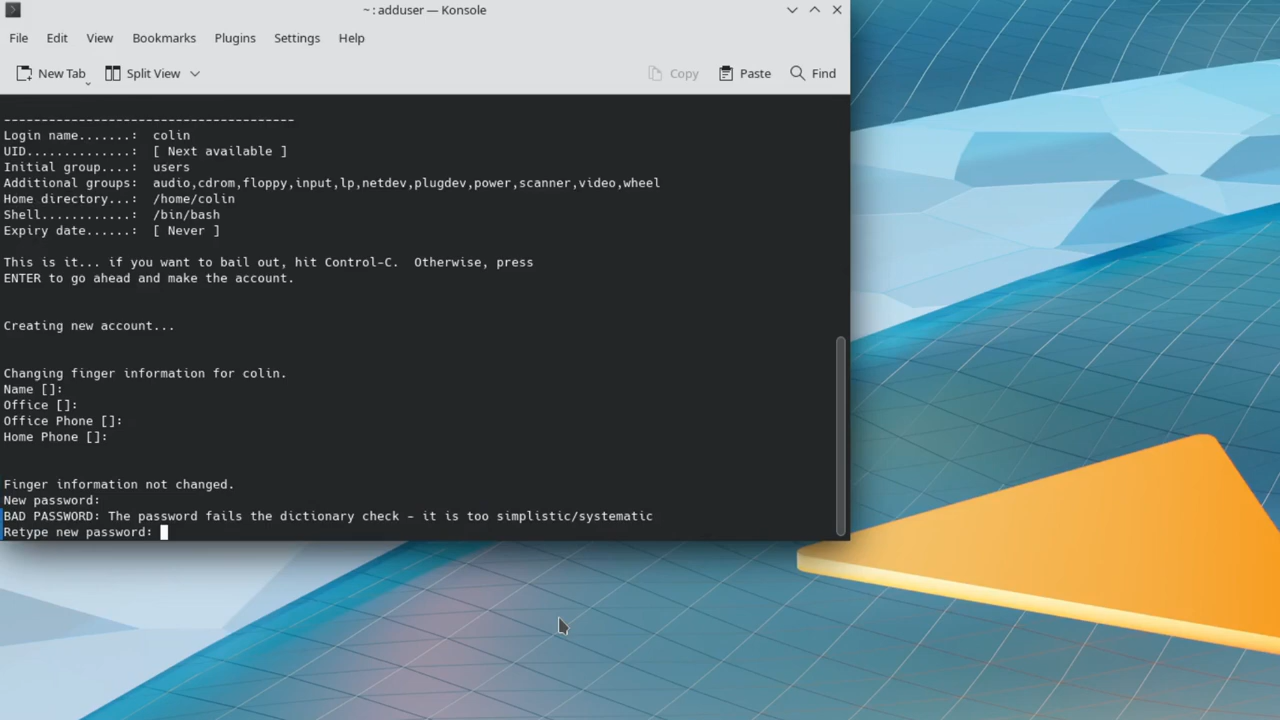 ~ : adduser — Konsole
File Edit View Bookmarks Plugins Settings Help
New Tab Split View Copy Paste Find
---------------------------------------
Login name.......:  colin
UID..............:  [ Next available ]
Initial group....:  users
Additional groups:  audio,cdrom,floppy,input,lp,netdev,plugdev,power,scanner,video,wheel
Home directory...:  /home/colin
Shell............:  /bin/bash
Expiry date......:  [ Never ]
This is it... if you want to bail out, hit Control-C.  Otherwise, press
ENTER to go ahead and make the account.
Creating new account...
Changing finger information for colin.
Name []:
Office []:
Office Phone []:
Home Phone []:
Finger information not changed.
New password:
BAD PASSWORD: The password fails the dictionary check - it is too simplistic/systematic
Retype new password: